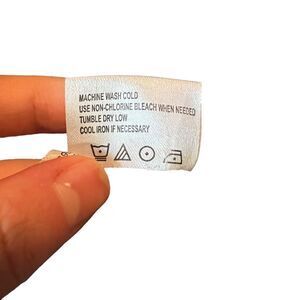 MACHINE WASH COLD
USE NON-CHLORINE BLEACH WHEN NEEDED
TUMBLE DRY LOW
COOL IRON IF NECESSARY